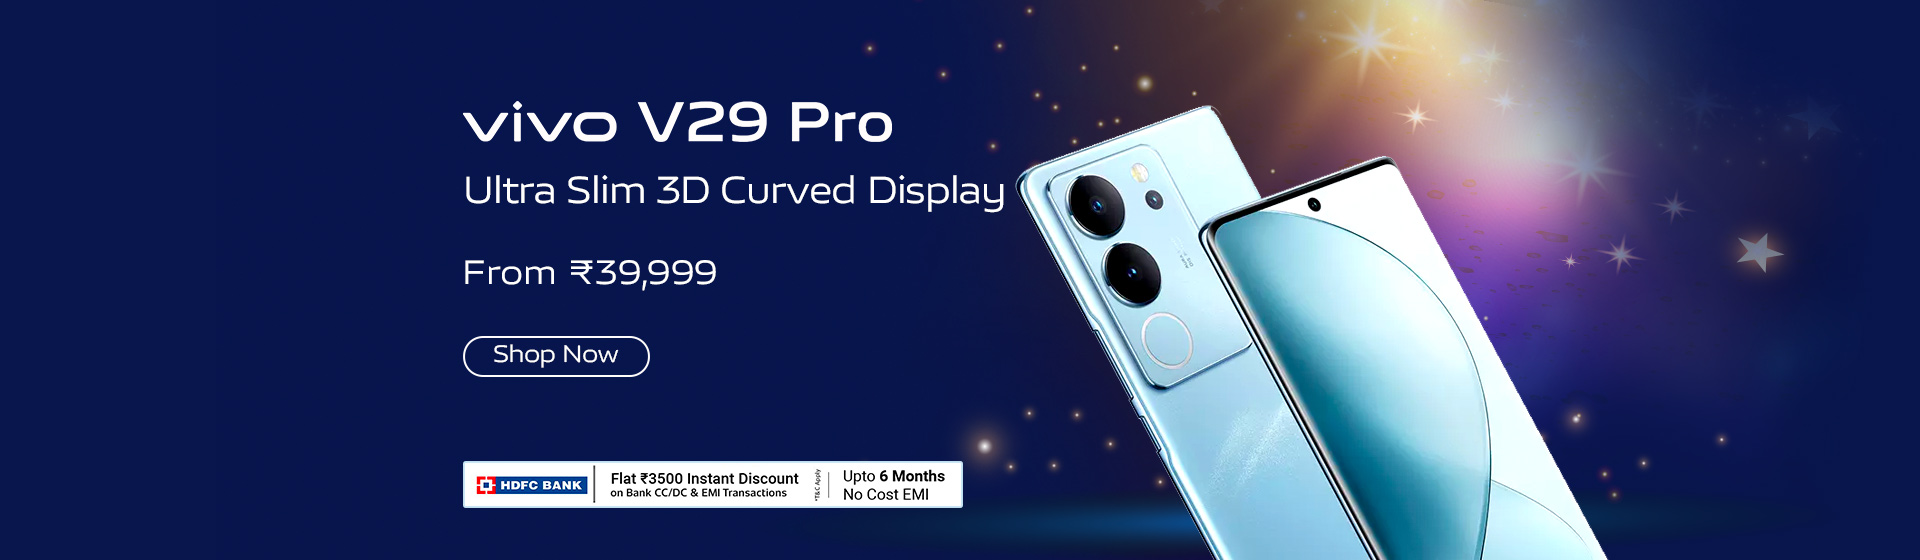 vivo V29 Pro
Ultra Slim 3D Curved Display
From ₹39,999
Shop Now
HDFC BANK
Flat ₹3500 Instant Discount
on Bank CC/DC & EMI Transactions
*T&C Apply
Upto 6 Months
No Cost EMI